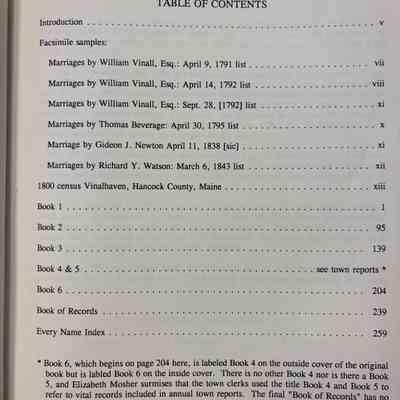 TABLE OF CONTENTS
Introduction . . . . . . . . . . . . . . . . . . . . . . . . . . . . . . . . . . . v
Facsimile samples:
Marriages by William Vinall, Esq.: April 9, 1791 list . . . . . . . . . . . . . vii
Marriages by William Vinall, Esq.: April 14, 1792 list . . . . . . . . . . . . viii
Marriages by William Vinall, Esq.: Sept. 28, [1792] list . . . . . . . . . . . . xi
Marriages by Thomas Beverage: April 30, 1795 list . . . . . . . . . . . . . . x
Marriage by Gideon J. Newton April 11, 1838 [sic] . . . . . . . . . . . . . . xi
Marriages by Richard Y. Watson: March 6, 1843 list . . . . . . . . . . . . . xii
1800 census Vinalhaven, Hancock County, Maine . . . . . . . . . . . . . . . xiii
Book 1 . . . . . . . . . . . . . . . . . . . . . . . . . . . . . . . . . . . . . 1
Book 2 . . . . . . . . . . . . . . . . . . . . . . . . . . . . . . . . . . . . 95
Book 3 . . . . . . . . . . . . . . . . . . . . . . . . . . . . . . . . . . . 139
Book 4 & 5 . . . . . . . . . . . . . . . . . . . . . . . . . . see town reports *
Book 6 . . . . . . . . . . . . . . . . . . . . . . . . . . . . . . . . . . . 204
Book of Records . . . . . . . . . . . . . . . . . . . . . . . . . . . . . . 239
Every Name Index . . . . . . . . . . . . . . . . . . . . . . . . . . . . . 259
* Book 6, which begins on page 204 here, is labeled Book 4 on the outside cover of the original
book but is labled Book 6 on the inside cover. There is no other Book 4 nor is there a Book
5, and Elizabeth Mosher surmises that the town clerks used the title Book 4 and Book 5 to
refer to vital records included in annual town reports. The final "Book of Records" has no